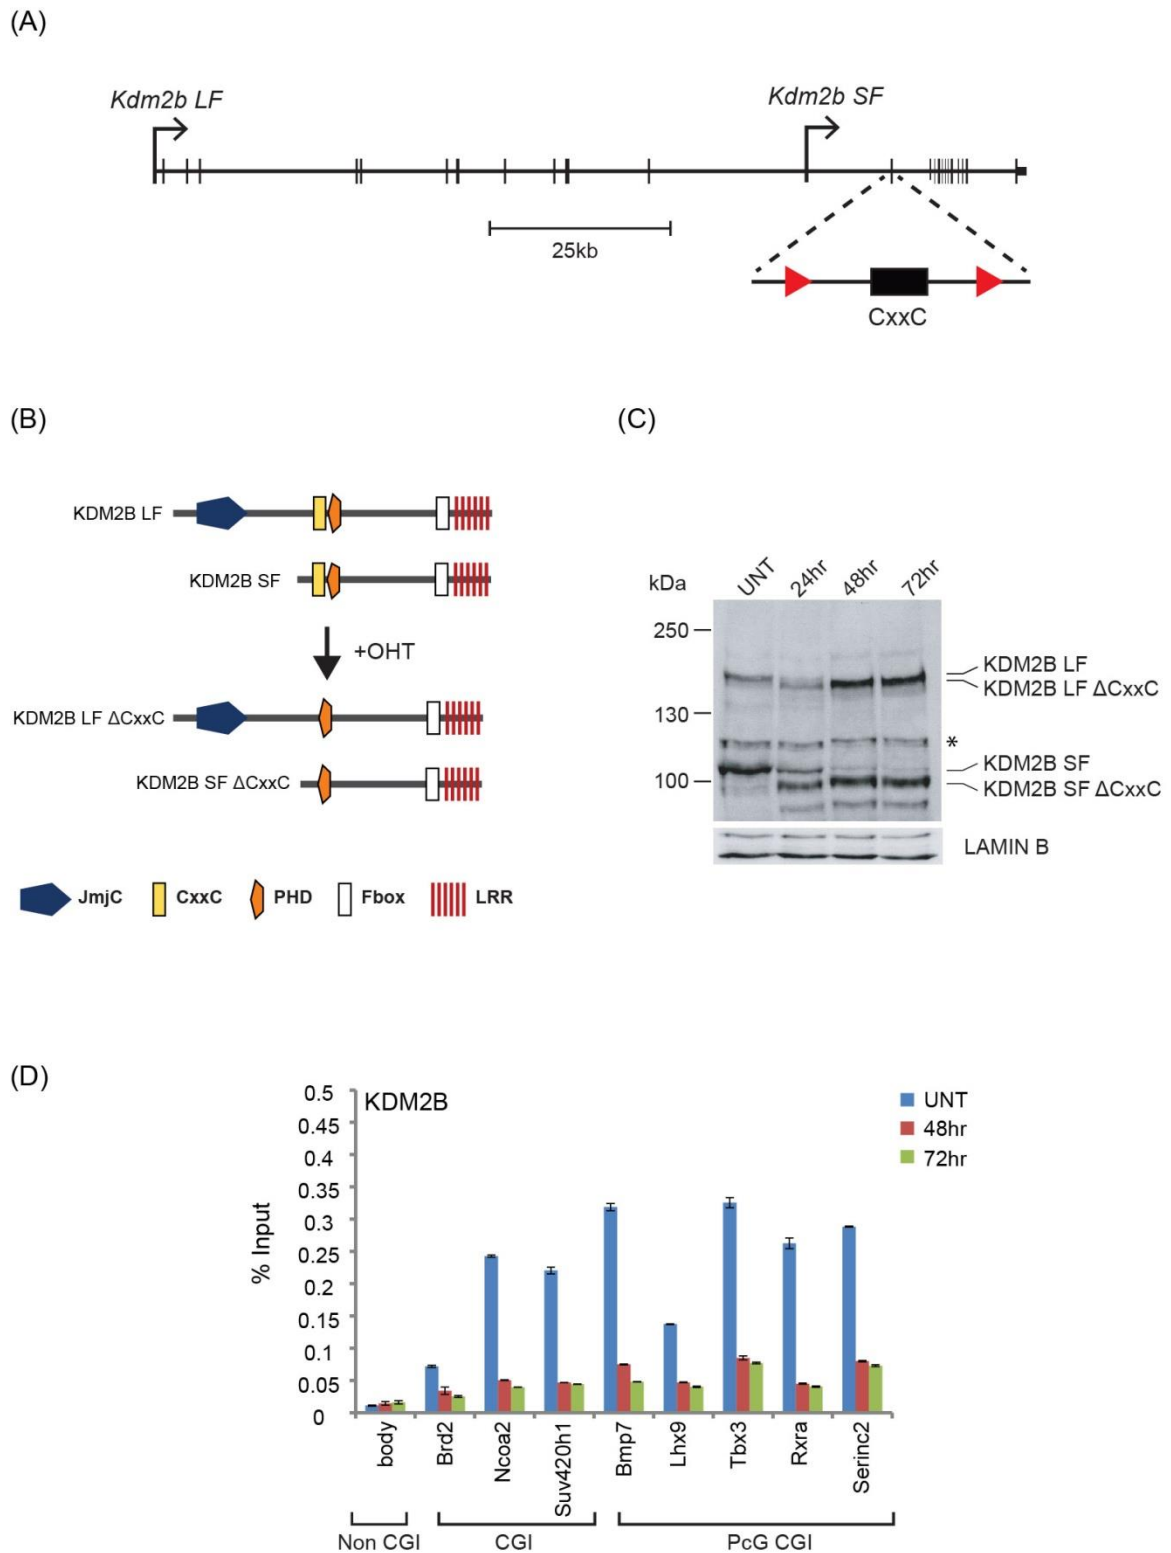 (A)
Kdm2b LF
Kdm2b SF
25kb
CxxC
(B)
KDM2B LF
KDM2B SF
+OHT
KDM2B LF ΔCxxC
KDM2B SF ΔCxxC
JmjC
CxxC
PHD
Fbox
LRR
(C)
kDa
UNT
24hr
48hr
72hr
250
130
100
KDM2B LF
KDM2B LF ΔCxxC
*
KDM2B SF
KDM2B SF ΔCxxC
LAMIN B
(D)
KDM2B
UNT
48hr
72hr
% Input
0.5
0.45
0.4
0.35
0.3
0.25
0.2
0.15
0.1
0.05
0
body
Brd2
Ncoa2
Suv420h1
Bmp7
Lhx9
Tbx3
Rxra
Serinc2
Non CGI
CGI
PcG CGI